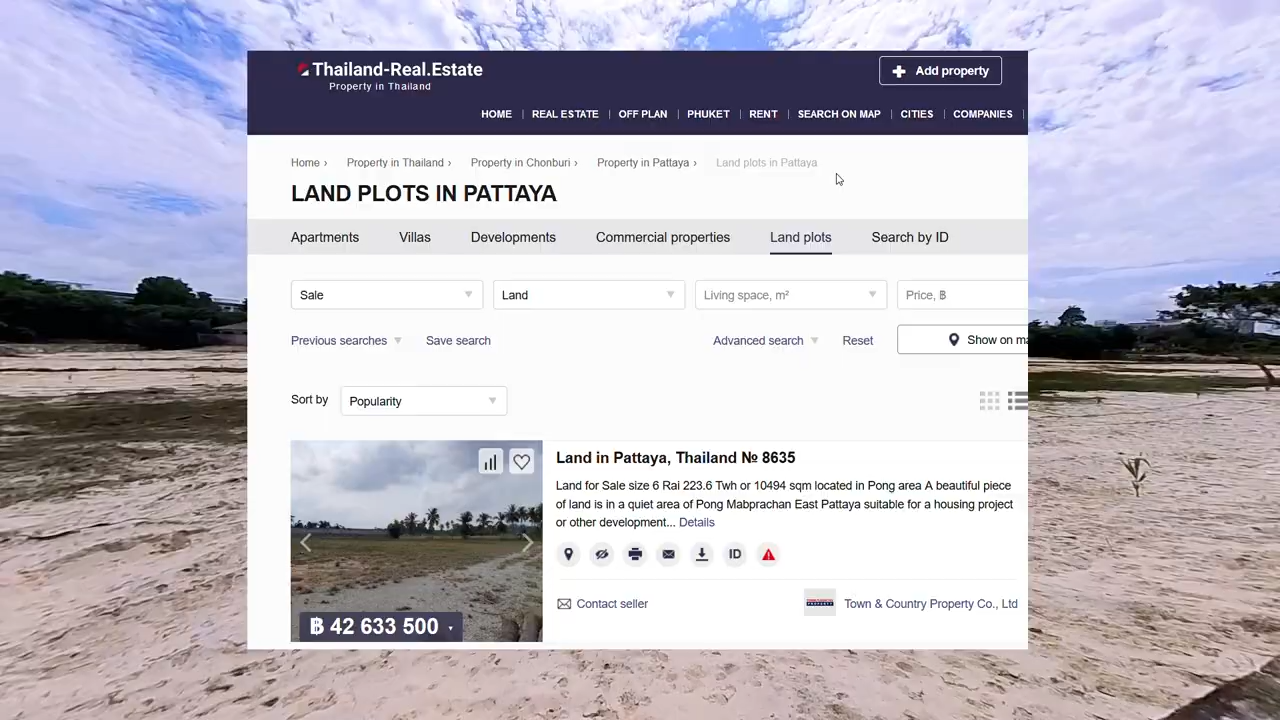 Thailand-Real.Estate
Property in Thailand
Add property
HOME
REAL ESTATE
OFF PLAN
PHUKET
RENT
SEARCH ON MAP
CITIES
COMPANIES
Home › Property in Thailand › Property in Chonburi › Property in Pattaya › Land plots in Pattaya
LAND PLOTS IN PATTAYA
Apartments Villas Developments Commercial properties Land plots Search by ID
Sale Land Living space, m² Price, ฿
Previous searches Save search Advanced search Reset Show on ma
Sort by Popularity
Land in Pattaya, Thailand № 8635
Land for Sale size 6 Rai 223.6 Twh or 10494 sqm located in Pong area A beautiful piece
of land is in a quiet area of Pong Mabprachan East Pattaya suitable for a housing project
or other development... Details
ID
Contact seller Town & Country Property Co., Ltd
฿ 42 633 500